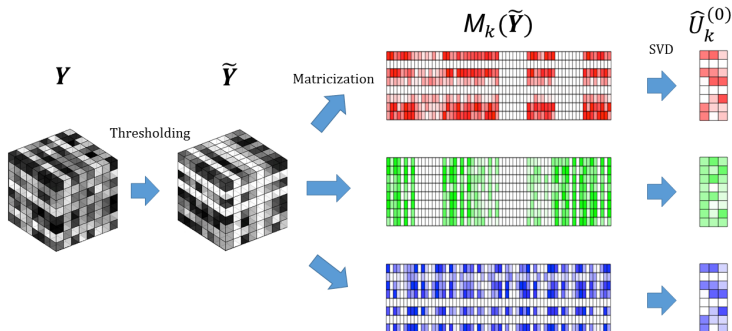 M_k(Ỹ)
Û_k^(0)
SVD
Y
Ỹ
Matricization
Thresholding